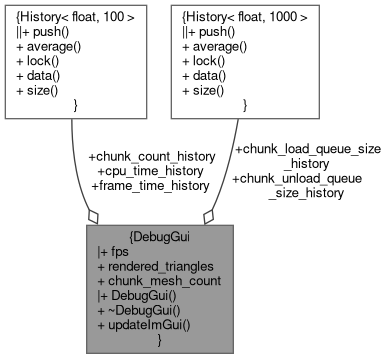 {History< float, 100 >
||+ push()
+ average()
+ lock()
+ data()
+ size()
}
{History< float, 1000 >
||+ push()
+ average()
+ lock()
+ data()
+ size()
}
+chunk_count_history
+cpu_time_history
+frame_time_history
+chunk_load_queue_size
_history
+chunk_unload_queue
_size_history
{DebugGui
|+ fps
+ rendered_triangles
+ chunk_mesh_count
|+ DebugGui()
+ ~DebugGui()
+ updateImGui()
}